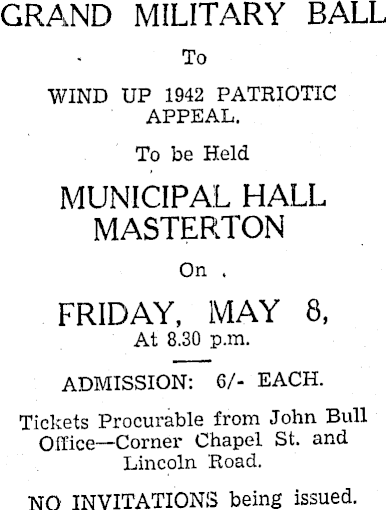 GRAND MILITARY BALL
To
WIND UP 1942 PATRIOTIC
APPEAL.
To be Held
MUNICIPAL HALL
MASTERTON
On
FRIDAY, MAY 8,
At 8.30 p.m.
ADMISSION: 6/- EACH.
Tickets Procurable from John Bull
Office—Corner Chapel St. and
Lincoln Road.
NO INVITATIONS being issued.